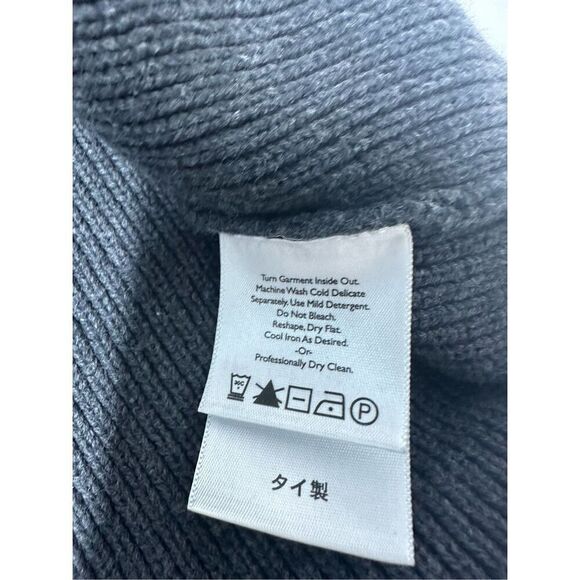 Turn Garment Inside Out.
Machine Wash Cold Delicate
Separately. Use Mild Detergent.
Do Not Bleach.
Reshape, Dry Flat.
Cool Iron As Desired.
-Or-
Professionally Dry Clean.
30C
P
タイ製